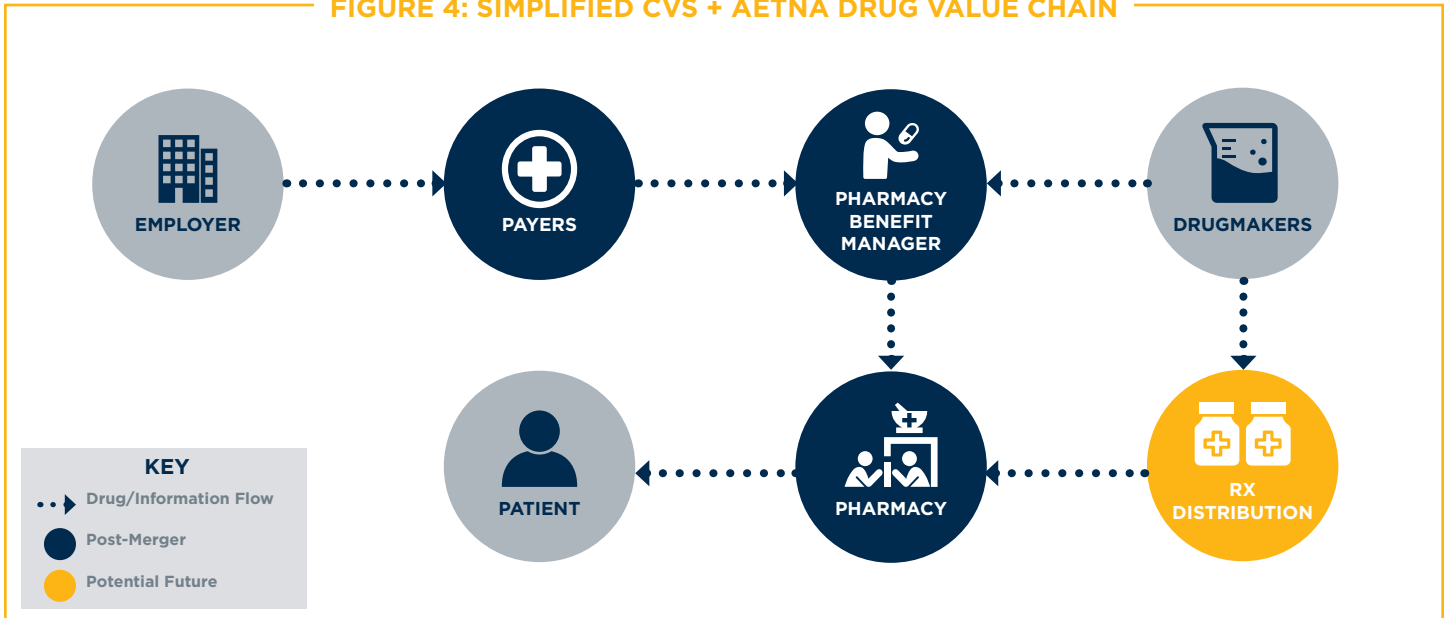 FIGURE 4: SIMPLIFIED CVS + AETNA DRUG VALUE CHAIN
EMPLOYER
PAYERS
PHARMACY
BENEFIT
MANAGER
DRUGMAKERS
PATIENT
PHARMACY
RX
DISTRIBUTION
KEY
Drug/Information Flow
Post-Merger
Potential Future